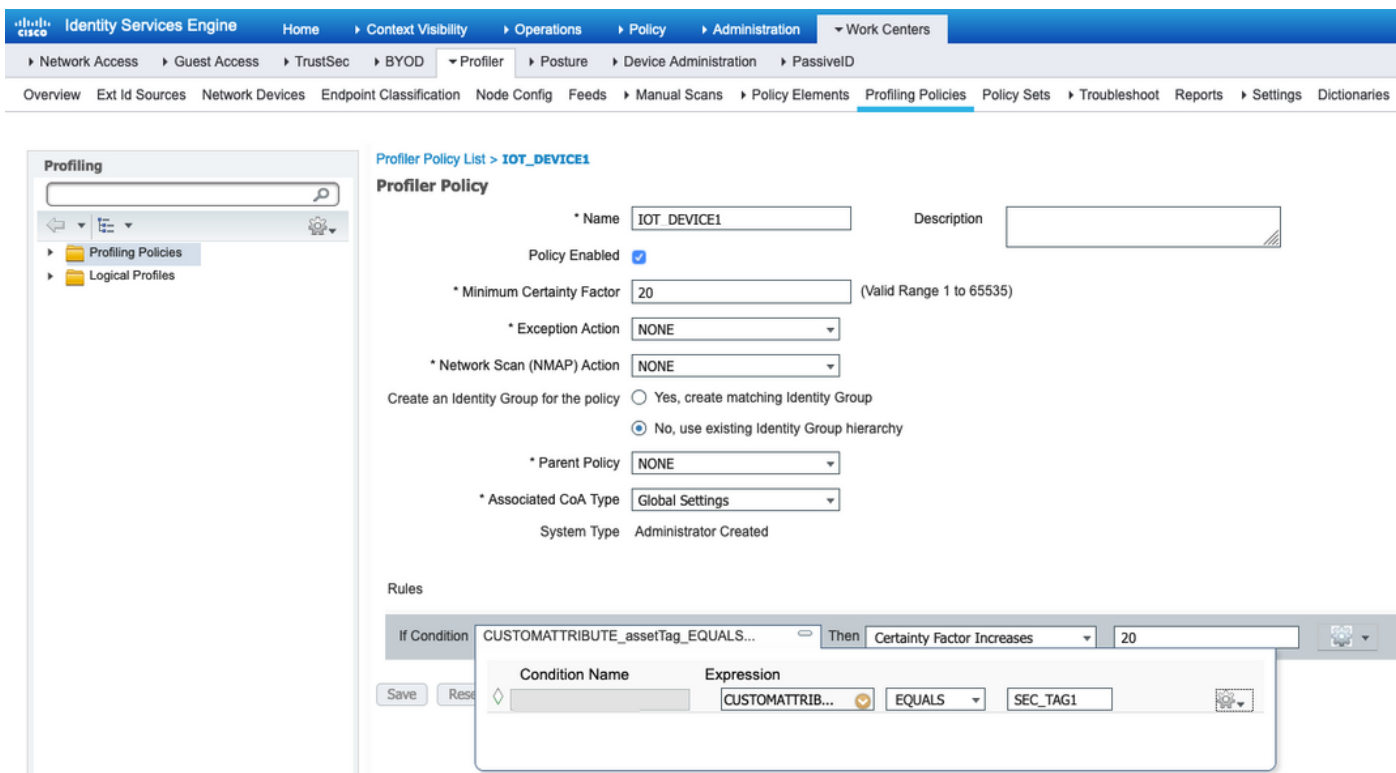 cisco Identity Services Engine Home Context Visibility Operations Policy Administration Work Centers
Network Access Guest Access TrustSec BYOD Profiler Posture Device Administration PassiveID
Overview Ext Id Sources Network Devices Endpoint Classification Node Config Feeds Manual Scans Policy Elements Profiling Policies Policy Sets Troubleshoot Reports Settings Dictionaries
Profiling
Profiling Policies
Logical Profiles
Profiler Policy List > IOT_DEVICE1
Profiler Policy
* Name IOT_DEVICE1 Description
Policy Enabled
* Minimum Certainty Factor 20 (Valid Range 1 to 65535)
* Exception Action NONE
* Network Scan (NMAP) Action NONE
Create an Identity Group for the policy Yes, create matching Identity Group
No, use existing Identity Group hierarchy
* Parent Policy NONE
* Associated CoA Type Global Settings
System Type Administrator Created
Rules
If Condition CUSTOMATTRIBUTE_assetTag_EQUALS... Then Certainty Factor Increases 20
Condition Name Expression
CUSTOMATTRIB... EQUALS SEC_TAG1
Save Rese